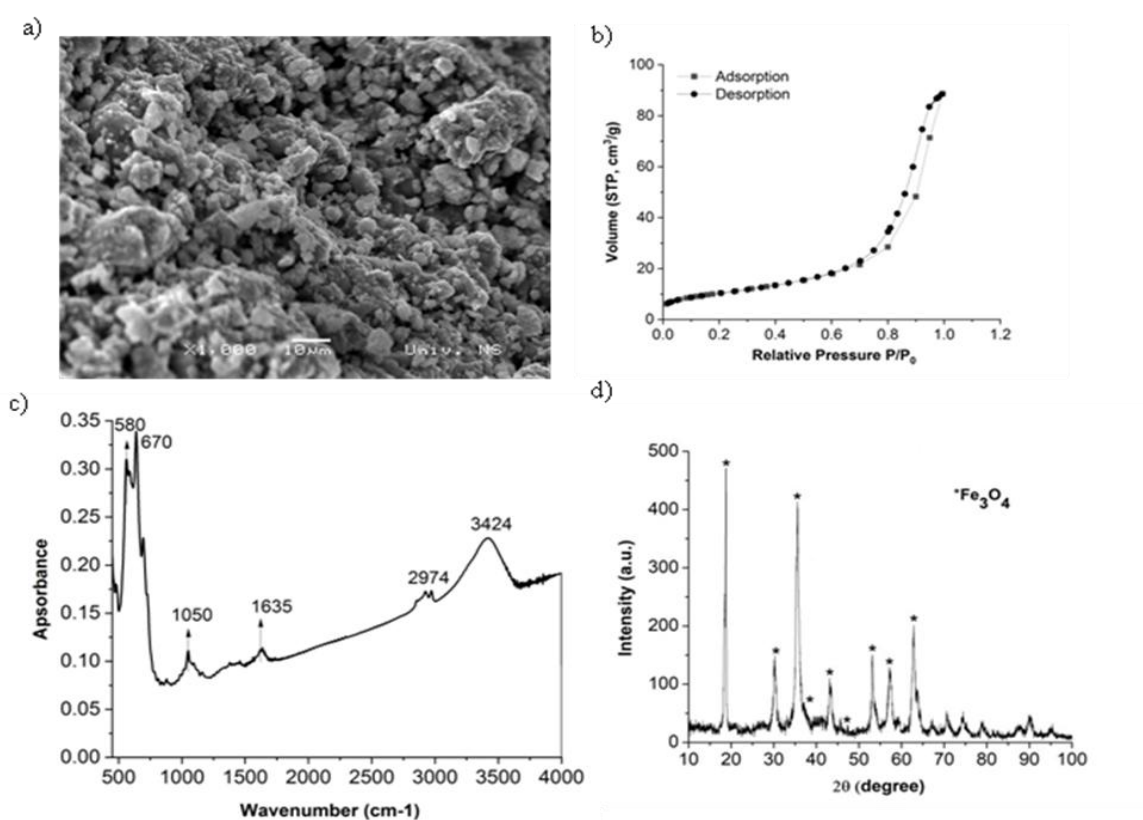 a)
X1,000 10μm Univ. NS
b)
Adsorption
Desorption
Volume (STP, cm³/g)
100
80
60
40
20
0
0.0 0.2 0.4 0.6 0.8 1.0 1.2
Relative Pressure P/P₀
c)
580
670
1050
1635
2974
3424
Apsorbance
0.35
0.30
0.25
0.20
0.15
0.10
0.05
0.00
500 1000 1500 2000 2500 3000 3500 4000
Wavenumber (cm-1)
d)
*Fe₃O₄
Intensity (a.u.)
500
400
300
200
100
0
10 20 30 40 50 60 70 80 90 100
2θ (degree)